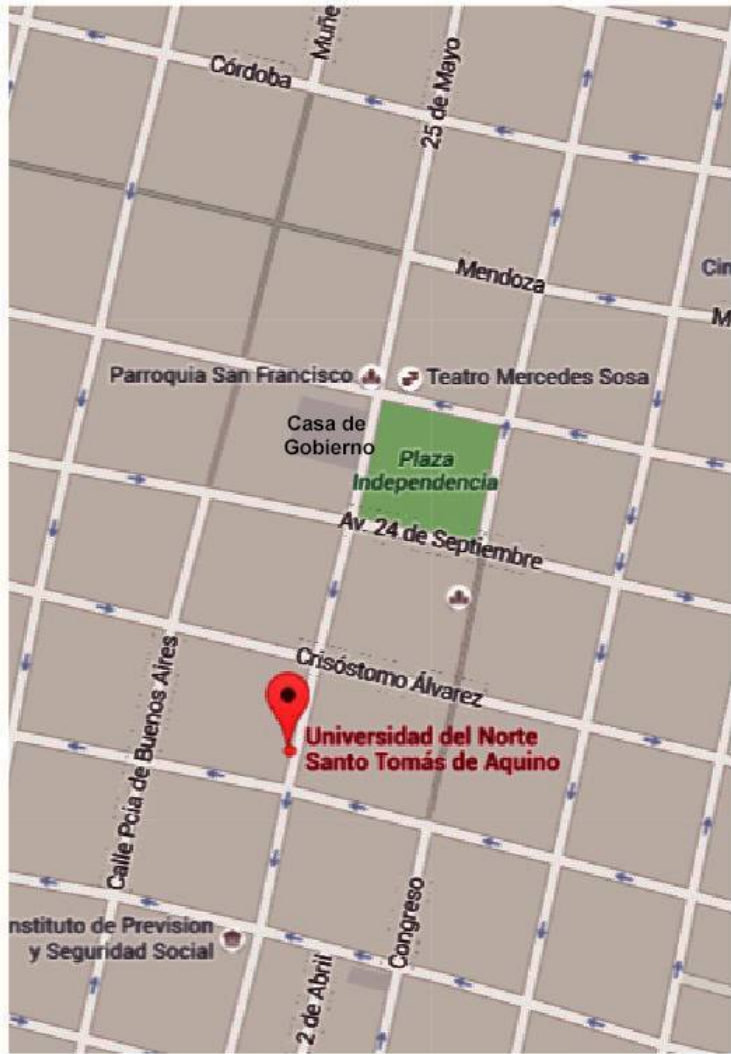 Muñe
Córdoba
25 de Mayo
Mendoza
Cin
M
Parroquia San Francisco
Teatro Mercedes Sosa
Casa de
Gobierno
Plaza
Independencia
Av. 24 de Septiembre
Crisóstomo Álvarez
Calle Pcia de Buenos Aires
Universidad del Norte
Santo Tomás de Aquino
Congreso
nstituto de Prevision
y Seguridad Social
2 de Abril